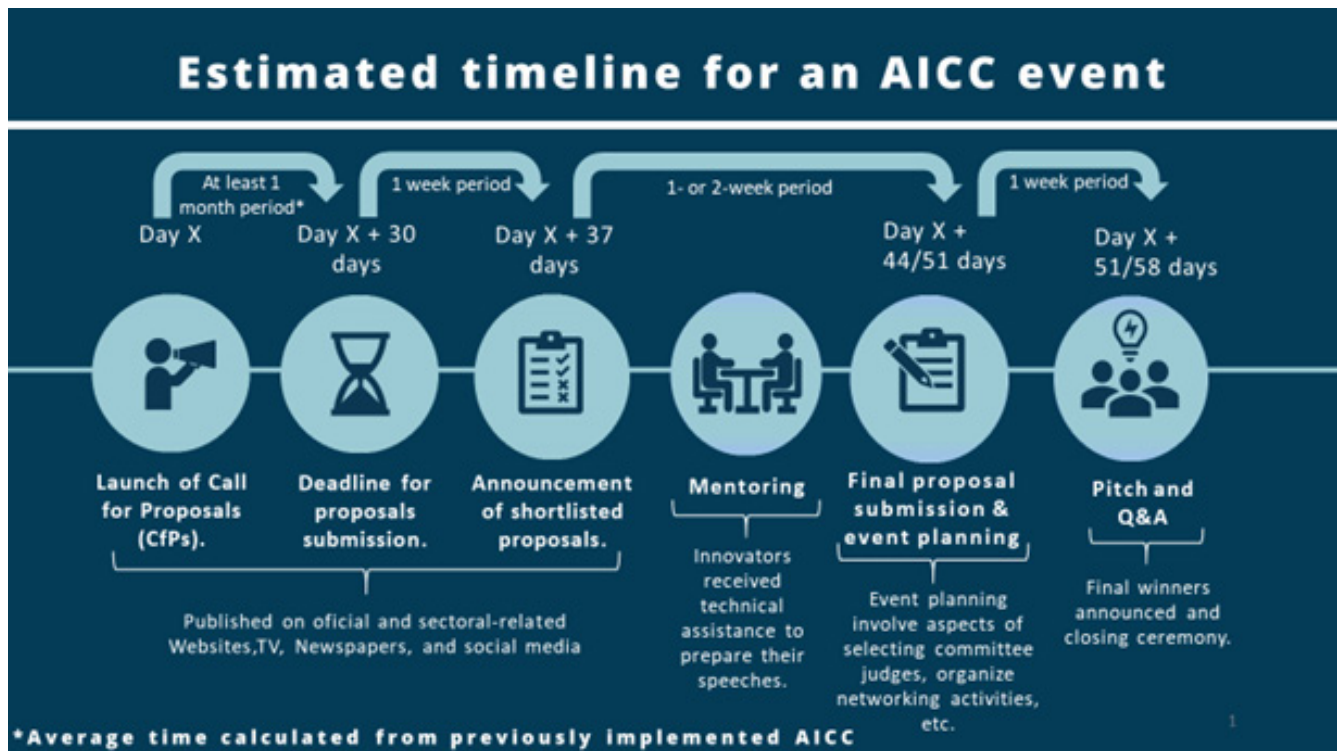 Estimated timeline for an AICC event
At least 1
month period*
1 week period
1- or 2-week period
1 week period
Day X
Day X + 30
days
Day X + 37
days
Day X +
44/51 days
Day X +
51/58 days
Launch of Call
for Proposals
(CfPs).
Deadline for
proposals
submission.
Announcement
of shortlisted
proposals.
Published on oficial and sectoral-related
Websites,TV, Newspapers, and social media
Mentoring
Innovators
received
technical
assistance to
prepare their
speeches.
Final proposal
submission &
event planning
Event planning
involve aspects of
selecting committee
judges, organize
networking activities,
etc.
Pitch and
Q&A
Final winners
announced and
closing ceremony.
1
*Average time calculated from previously implemented AICC